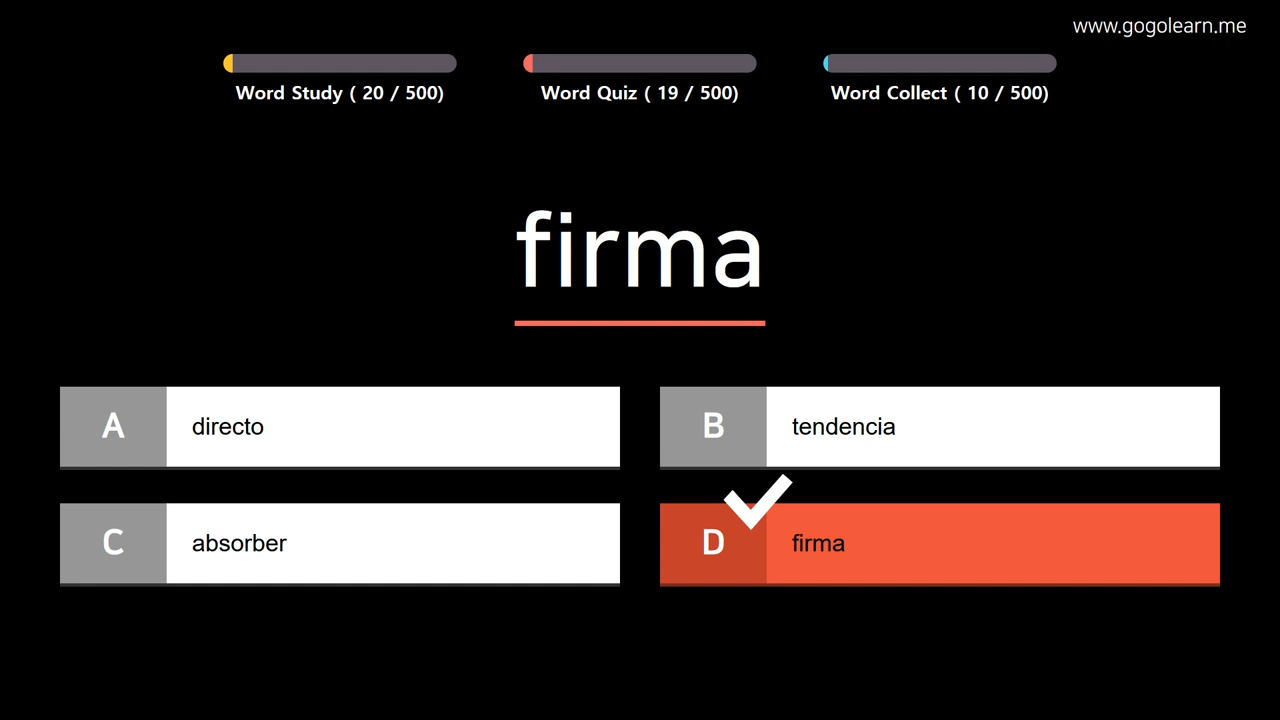 www.gogolearn.me
Word Study ( 20 / 500)
Word Quiz ( 19 / 500)
Word Collect ( 10 / 500)
firma
A directo
B tendencia
C absorber
D firma